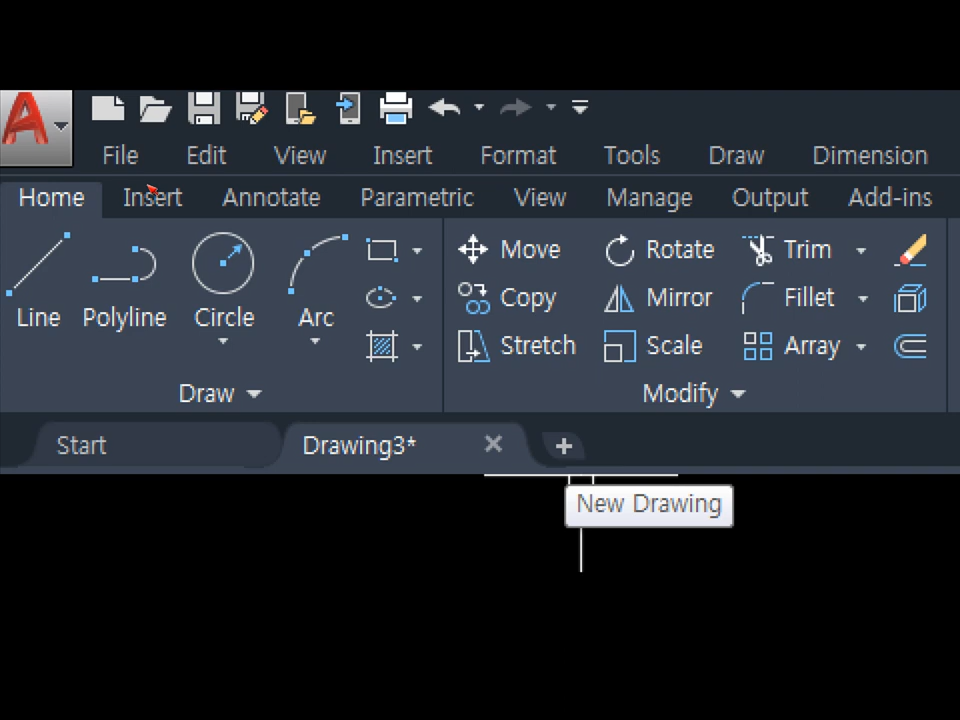 File Edit View Insert Format Tools Draw Dimension
Home Insert Annotate Parametric View Manage Output Add-ins
Move Rotate Trim
Copy Mirror Fillet
Line Polyline Circle Arc
Stretch Scale Array
Draw Modify
Start Drawing3*
New Drawing